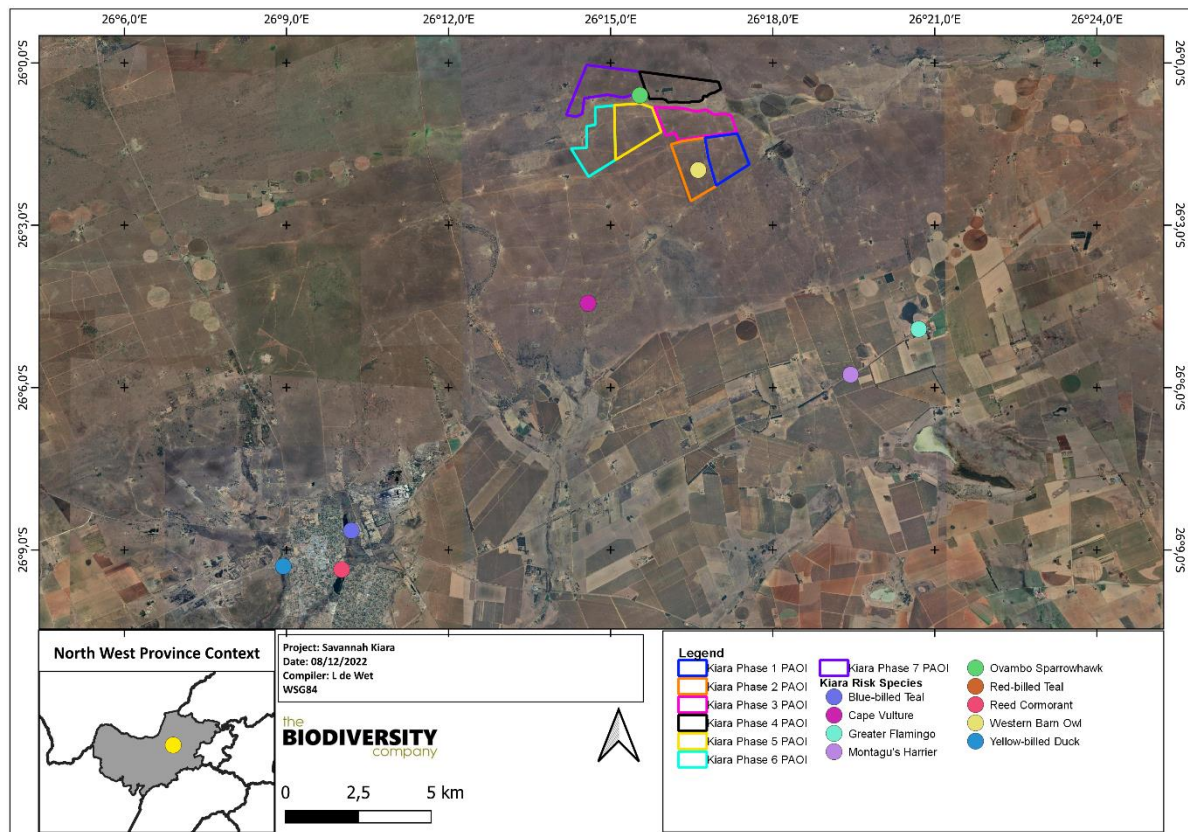 26°6,0'E 26°9,0'E 26°12,0'E 26°15,0'E 26°18,0'E 26°21,0'E 26°24,0'E
26°0,0'S 26°0,0'S
26°3,0'S 26°3,0'S
26°6,0'S 26°6,0'S
26°9,0'S 26°9,0'S
North West Province Context
Project: Savannah Kiara
Date: 08/12/2022
Compiler: L de Wet
WSG84
the
BIODIVERSITY
company
0 2,5 5 km
Legend
Kiara Phase 1 PAOI
Kiara Phase 2 PAOI
Kiara Phase 3 PAOI
Kiara Phase 4 PAOI
Kiara Phase 5 PAOI
Kiara Phase 6 PAOI
Kiara Phase 7 PAOI
Kiara Risk Species
Blue-billed Teal
Cape Vulture
Greater Flamingo
Montagu's Harrier
Ovambo Sparrowhawk
Red-billed Teal
Reed Cormorant
Western Barn Owl
Yellow-billed Duck